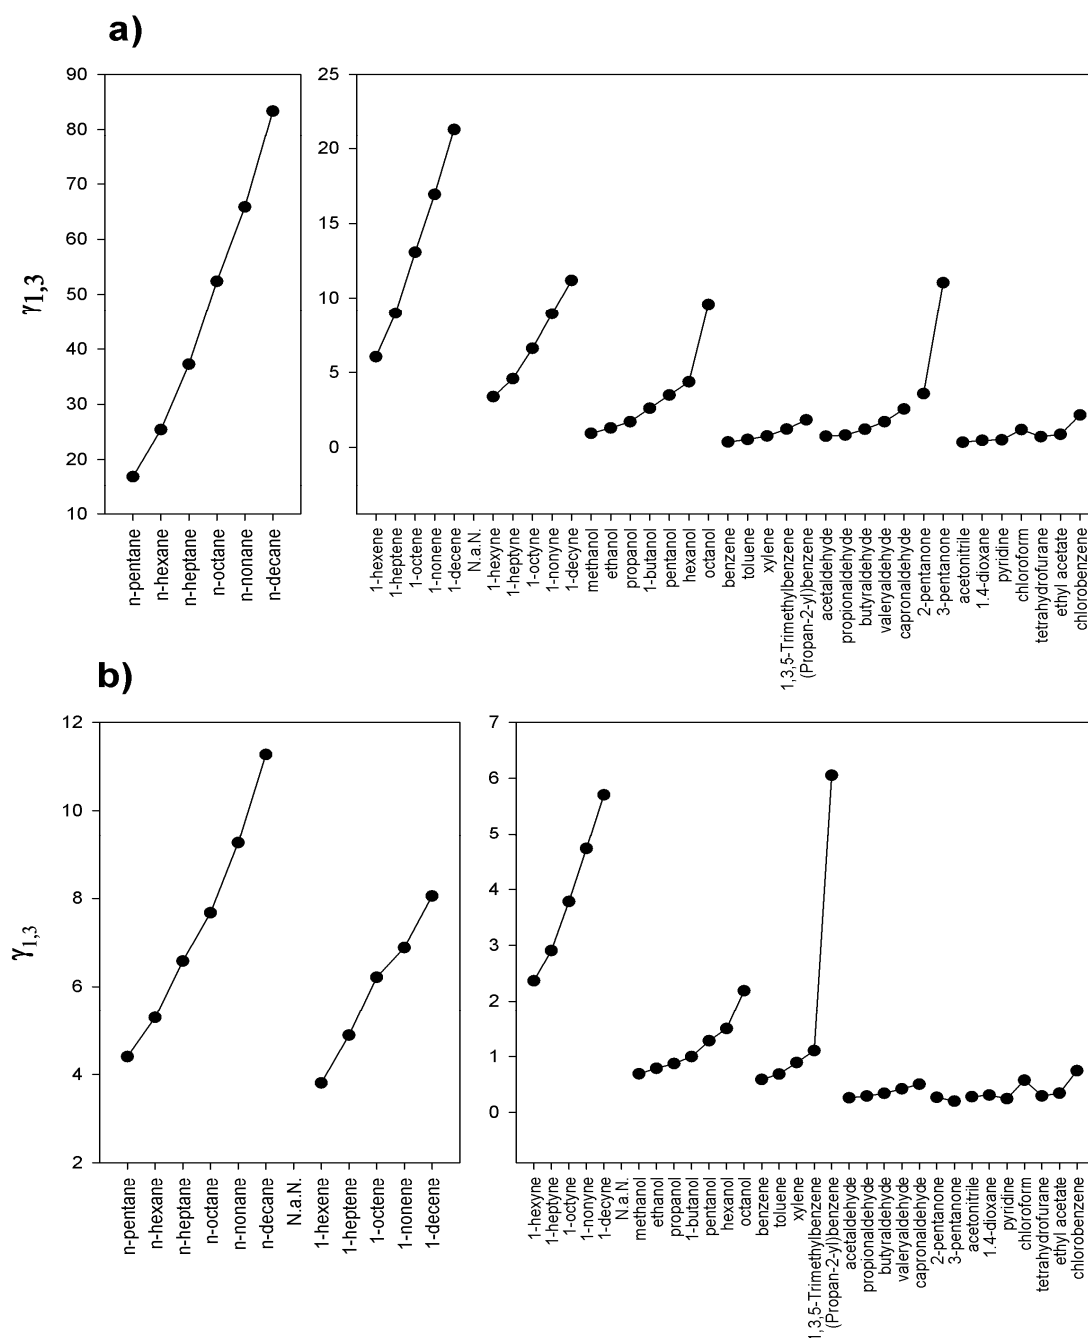 a)
90
80
70
60
50
40
30
20
10
γ1,3
n-pentane
n-hexane
n-heptane
n-octane
n-nonane
n-decane
25
20
15
10
5
0
1-hexene
1-heptene
1-octene
1-nonene
1-decene
N.a.N.
1-hexyne
1-heptyne
1-octyne
1-nonyne
1-decyne
methanol
ethanol
propanol
1-butanol
pentanol
hexanol
octanol
benzene
toluene
xylene
1,3,5-Trimethylbenzene
(Propan-2-yl)benzene
acetaldehyde
propionaldehyde
butyraldehyde
valeryaldehyde
capronaldehyde
2-pentanone
3-pentanone
acetonitrile
1.4-dioxane
pyridine
chloroform
tetrahydrofurane
ethyl acetate
chlorobenzene
b)
12
10
8
6
4
2
γ1,3
n-pentane
n-hexane
n-heptane
n-octane
n-nonane
n-decane
N.a.N.
1-hexene
1-heptene
1-octene
1-nonene
1-decene
7
6
5
4
3
2
1
0
1-hexyne
1-heptyne
1-octyne
1-nonyne
1-decyne
N.a.N.
methanol
ethanol
propanol
1-butanol
pentanol
hexanol
octanol
benzene
toluene
xylene
1,3,5-Trimethylbenzene
(Propan-2-yl)benzene
acetaldehyde
propionaldehyde
butyraldehyde
valeryaldehyde
capronaldehyde
2-pentanone
3-pentanone
acetonitrile
1.4-dioxane
pyridine
chloroform
tetrahydrofurane
ethyl acetate
chlorobenzene